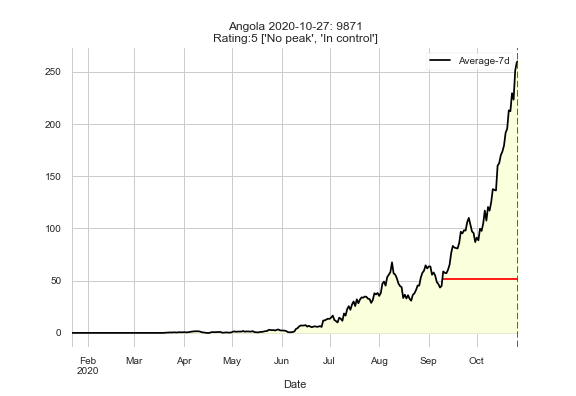 Angola 2020-10-27: 9871
Rating:5 ['No peak', 'In control']
Average-7d
250
200
150
100
50
0
Feb Mar Apr May Jun Jul Aug Sep Oct
2020
Date